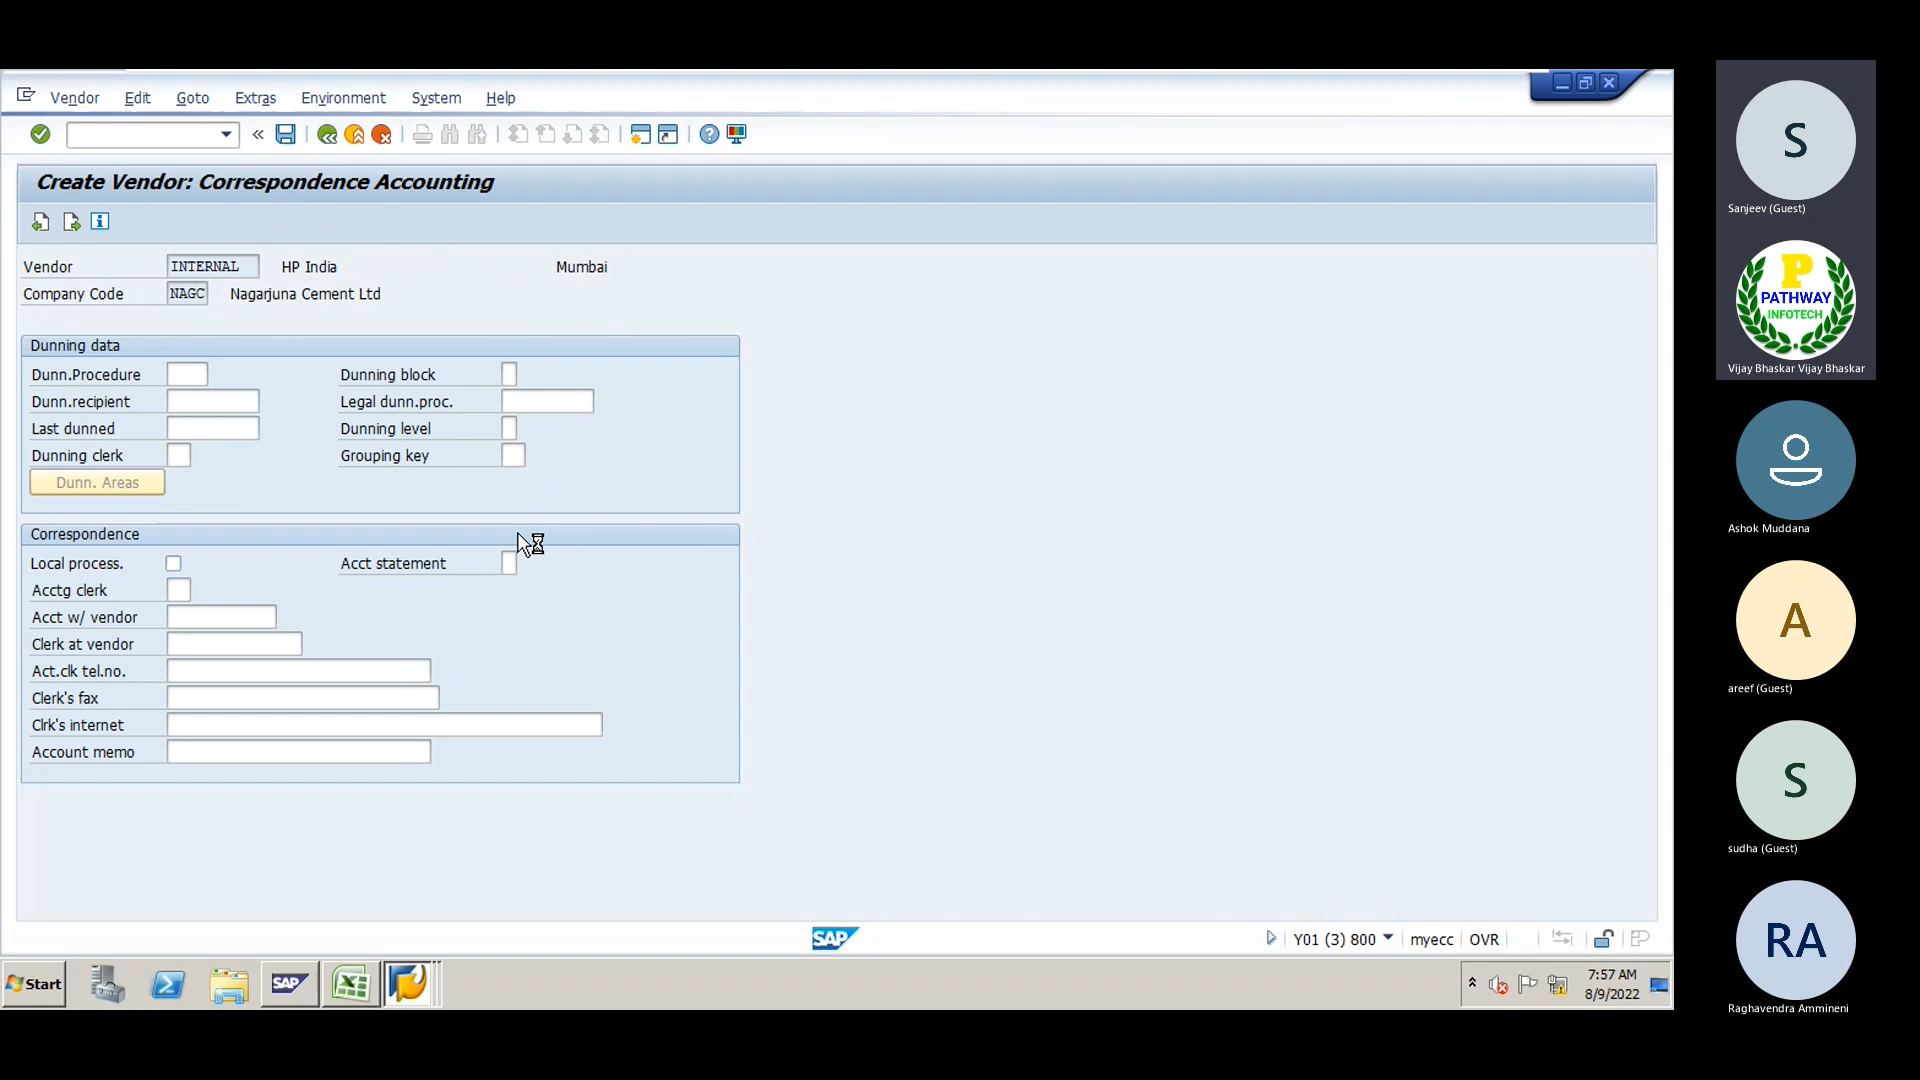 Vendor Edit Goto Extras Environment System Help
Create Vendor: Correspondence Accounting
Vendor INTERNAL HP India Mumbai
Company Code NAGC Nagarjuna Cement Ltd
Dunning data
Dunn.Procedure Dunning block
Dunn.recipient Legal dunn.proc.
Last dunned Dunning level
Dunning clerk Grouping key
Dunn. Areas
Correspondence
Local process. Acct statement
Acctg clerk
Acct w/ vendor
Clerk at vendor
Act.clk tel.no.
Clerk's fax
Clrk's internet
Account memo
SAP Y01 (3) 800 myecc OVR
Start SAP 7:57 AM
8/9/2022
S
Sanjeev (Guest)
P
PATHWAY
INFOTECH
Vijay Bhaskar Vijay Bhaskar
Ashok Muddana
A
areef (Guest)
S
sudha (Guest)
RA
Raghavendra Ammineni